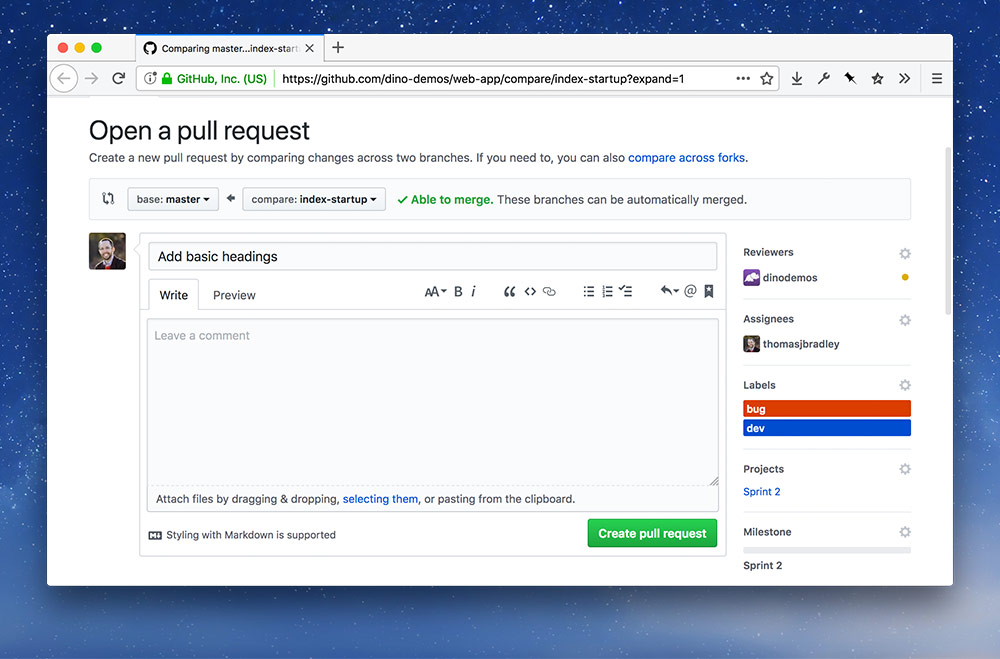 Comparing master...index-start
GitHub, Inc. (US)
https://github.com/dino-demos/web-app/compare/index-startup?expand=1
Open a pull request
Create a new pull request by comparing changes across two branches. If you need to, you can also compare across forks.
base: master
compare: index-startup
Able to merge. These branches can be automatically merged.
Add basic headings
Write
Preview
AA B i
Leave a comment
Attach files by dragging & dropping, selecting them, or pasting from the clipboard.
Styling with Markdown is supported
Create pull request
Reviewers
dinodemos
Assignees
thomasjbradley
Labels
bug
dev
Projects
Sprint 2
Milestone
Sprint 2